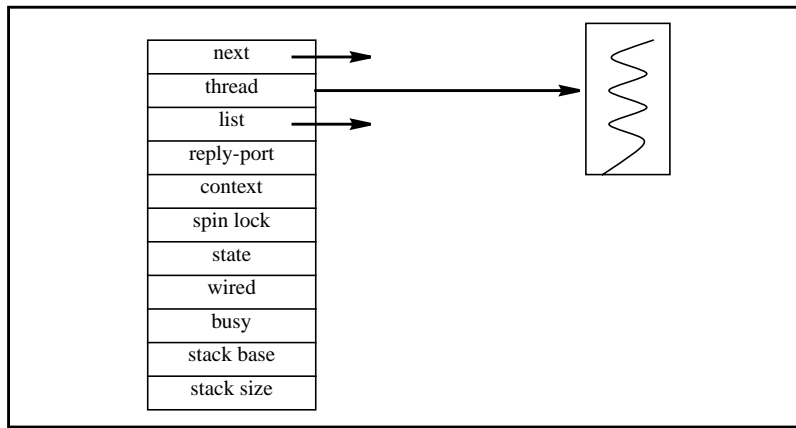 next
thread
list
reply-port
context
spin lock
state
wired
busy
stack base
stack size